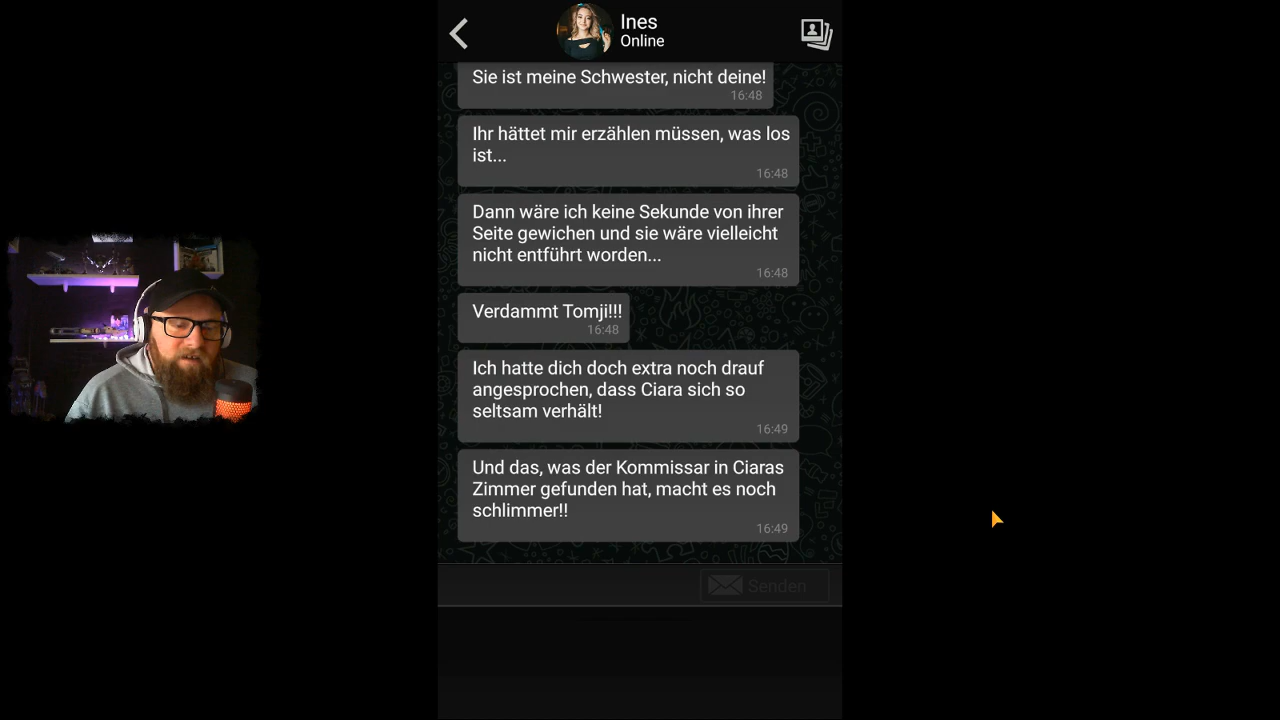 Ines
Online
Sie ist meine Schwester, nicht deine!
16:48
Ihr hättet mir erzählen müssen, was los
ist...
16:48
Dann wäre ich keine Sekunde von ihrer
Seite gewichen und sie wäre vielleicht
nicht entführt worden...
16:48
Verdammt Tomji!!!
16:48
Ich hatte dich doch extra noch drauf
angesprochen, dass Ciara sich so
seltsam verhält!
16:49
Und das, was der Kommissar in Ciaras
Zimmer gefunden hat, macht es noch
schlimmer!!
16:49
Senden